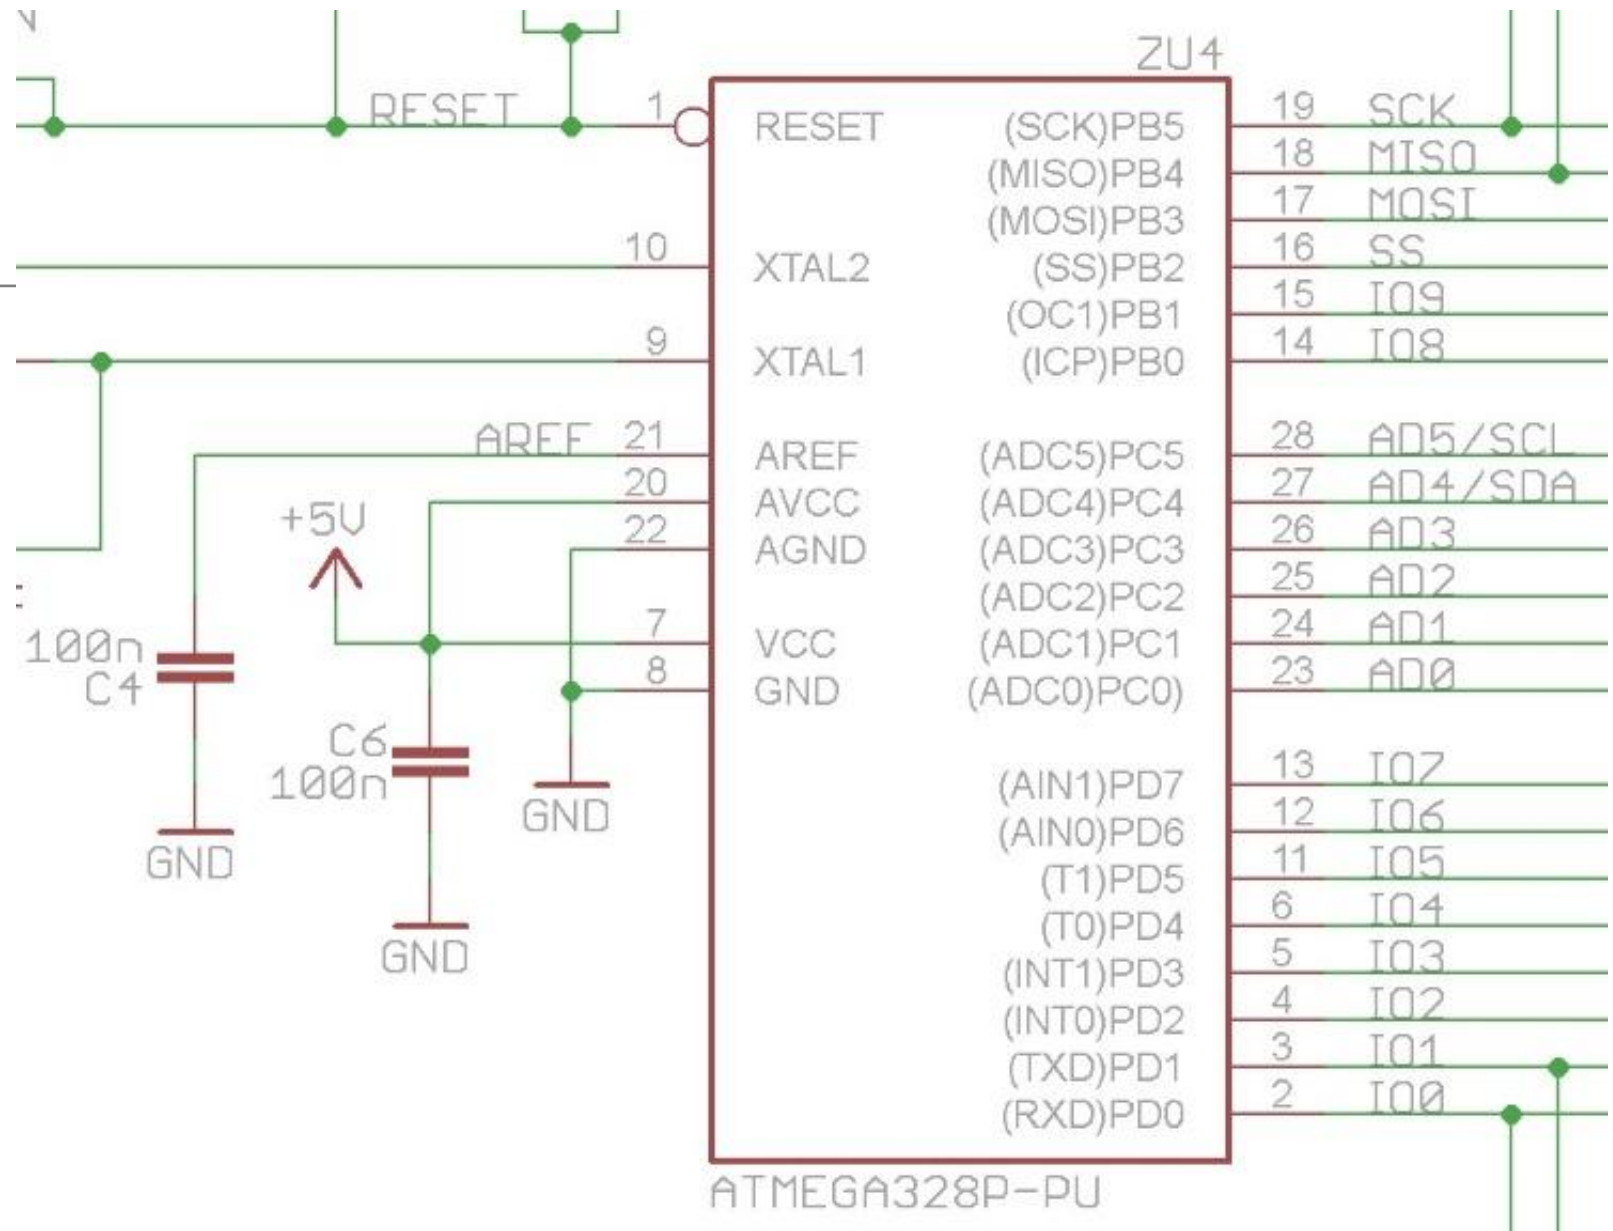 N
ZU4
RESET 1 RESET (SCK)PB5 19 SCK
(MISO)PB4 18 MISO
(MOSI)PB3 17 MOSI
10 XTAL2 (SS)PB2 16 SS
(OC1)PB1 15 IO9
9 XTAL1 (ICP)PB0 14 IO8
AREF 21 AREF (ADC5)PC5 28 AD5/SCL
20 AVCC (ADC4)PC4 27 AD4/SDA
+5V
22 AGND (ADC3)PC3 26 AD3
(ADC2)PC2 25 AD2
100n
7 VCC (ADC1)PC1 24 AD1
C4
8 GND (ADC0)PC0) 23 AD0
C6
100n
GND
(AIN1)PD7 13 IO7
(AIN0)PD6 12 IO6
GND
(T1)PD5 11 IO5
(T0)PD4 6 IO4
GND
(INT1)PD3 5 IO3
(INT0)PD2 4 IO2
(TXD)PD1 3 IO1
(RXD)PD0 2 IO0
ATMEGA328P-PU